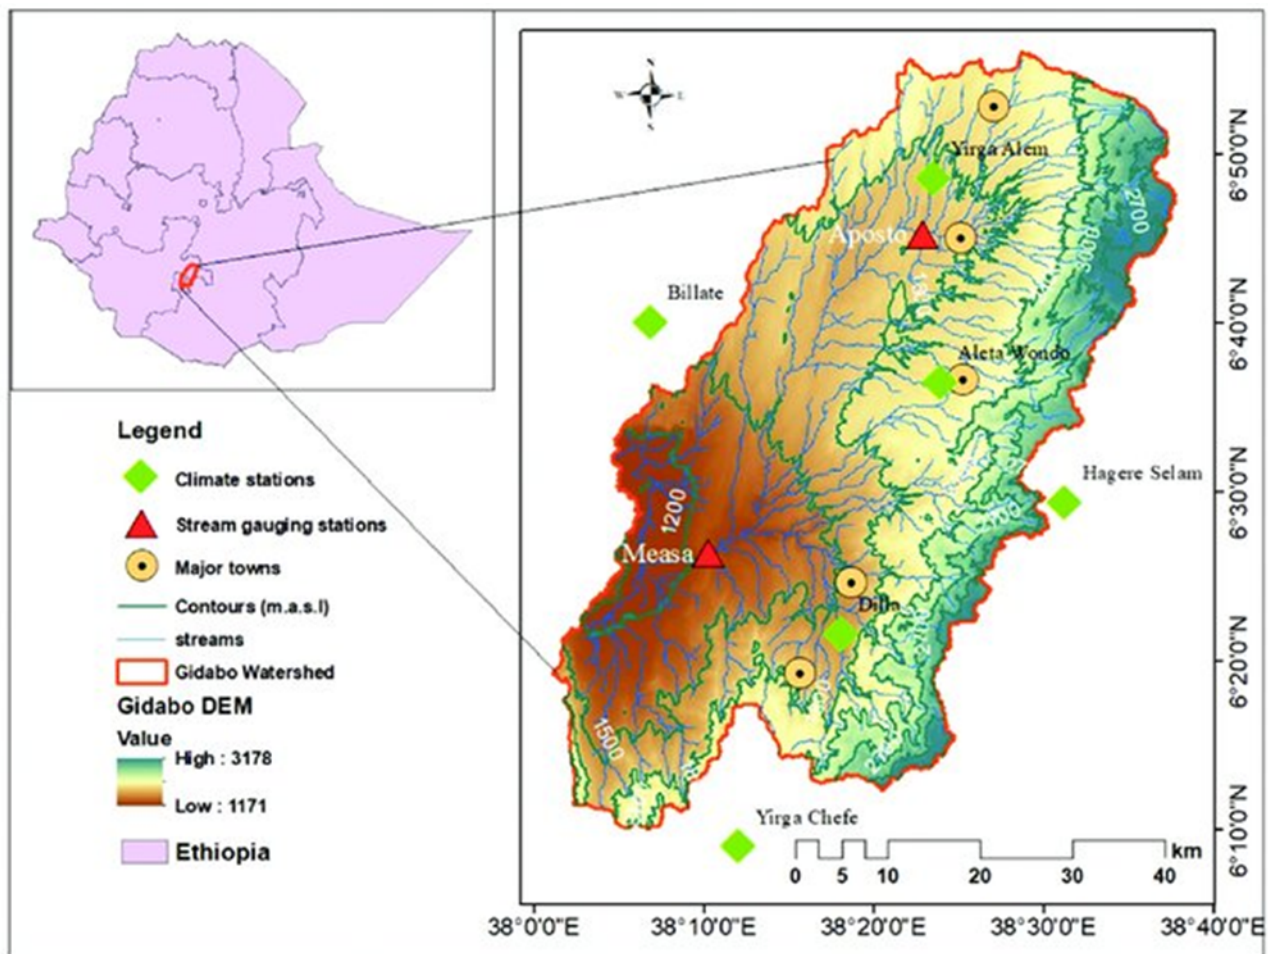 N
W E
S
Yirga Alem
2700
Aposto
3000
Billate
Aleta Wondo
Hagere Selam
2700
1200
Measa
Dilla
2700
1500
Yirga Chefe
Legend
Climate stations
Stream gauging stations
Major towns
Contours (m.a.s.l)
streams
Gidabo Watershed
Gidabo DEM
Value
High : 3178
Low : 1171
Ethiopia
km
0 5 10 20 30 40
6°50'0"N
6°40'0"N
6°30'0"N
6°20'0"N
6°10'0"N
38°0'0"E 38°10'0"E 38°20'0"E 38°30'0"E 38°40'0"E